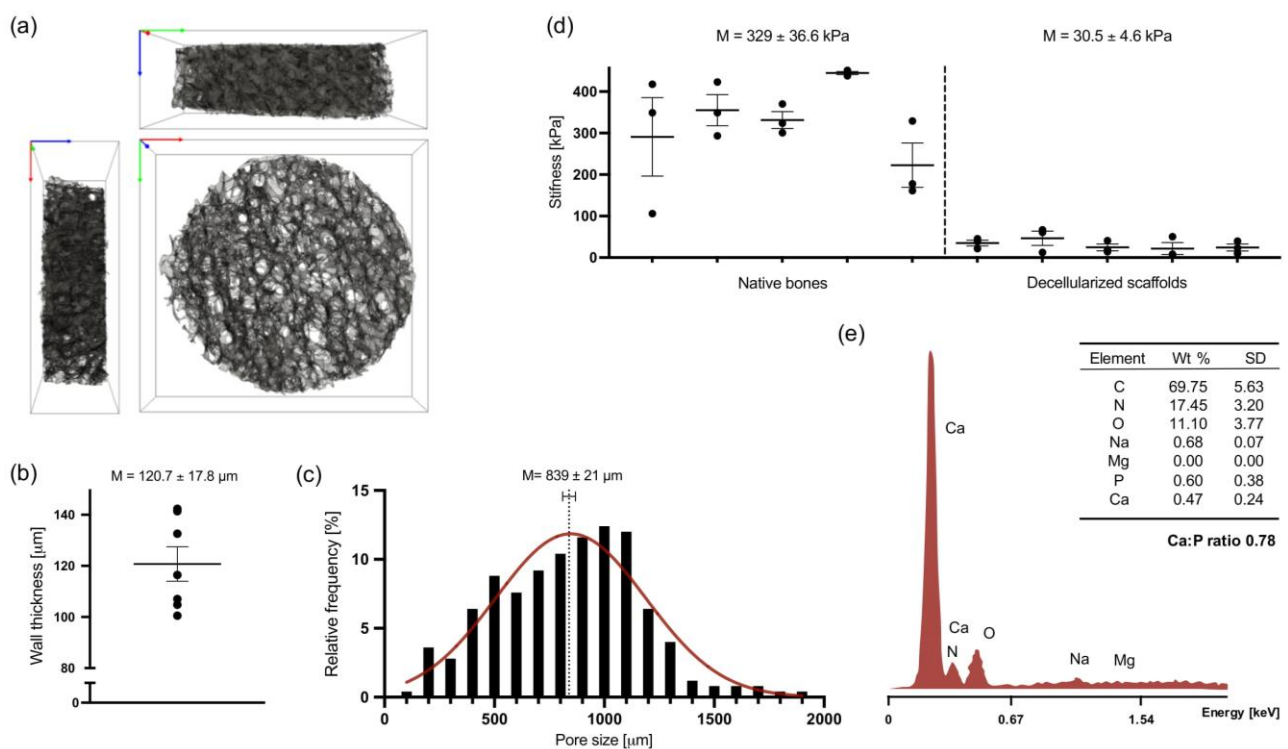 (a)
(b)
M = 120.7 ± 17.8 µm
Wall thickness [µm]
140
120
100
80
0
(c)
M= 839 ± 21 µm
Relative frequency [%]
15
10
5
0
0
500
1000
1500
2000
Pore size [µm]
(d)
M = 329 ± 36.6 kPa
M = 30.5 ± 4.6 kPa
Stifness [kPa]
400
300
200
100
0
Native bones
Decellularized scaffolds
(e)
Element Wt % SD
C 69.75 5.63
N 17.45 3.20
O 11.10 3.77
Na 0.68 0.07
Mg 0.00 0.00
P 0.60 0.38
Ca 0.47 0.24
Ca:P ratio 0.78
Ca
Ca
N
O
Na
Mg
0
0.67
1.54
Energy [keV]